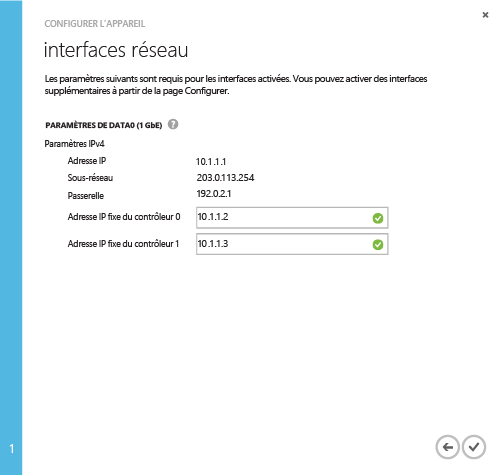 CONFIGURER L'APPAREIL
interfaces réseau
Les paramètres suivants sont requis pour les interfaces activées. Vous pouvez activer des interfaces
supplémentaires à partir de la page Configurer.
PARAMÈTRES DE DATA0 (1 GbE) ?
Paramètres IPv4
Adresse IP 10.1.1.1
Sous-réseau 203.0.113.254
Passerelle 192.0.2.1
Adresse IP fixe du contrôleur 0 10.1.1.2
Adresse IP fixe du contrôleur 1 10.1.1.3
1